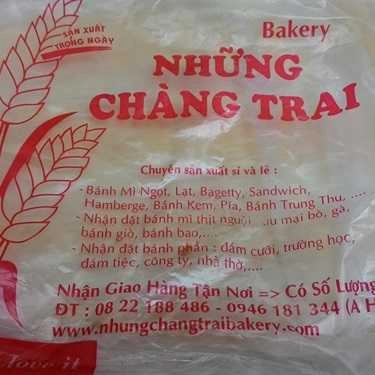 SẢN XUẤT
TRONG NGÀY
Bakery
NHỮNG
CHÀNG TRAI
Chuyên sản xuất sỉ và lẻ :
- Bánh Mì Ngọt, Lạt, Bagetty, Sandwich,
Hamberge, Bánh Kem, Pía, Bánh Trung Thu, ....
- Nhận đặt bánh mì thịt nguội, mại bò, gà,
bánh giò, bánh bao,....
- Nhận đặt bánh phần : đám cưới, trường học,
đám tiệc, công ty, nhà thờ,....
Nhận Giao Hàng Tận Nơi => Có Số Lượng
ĐT : 08 22 188 486 - 0946 181 344 (A H
www.nhungchangtraibakery.com
love it